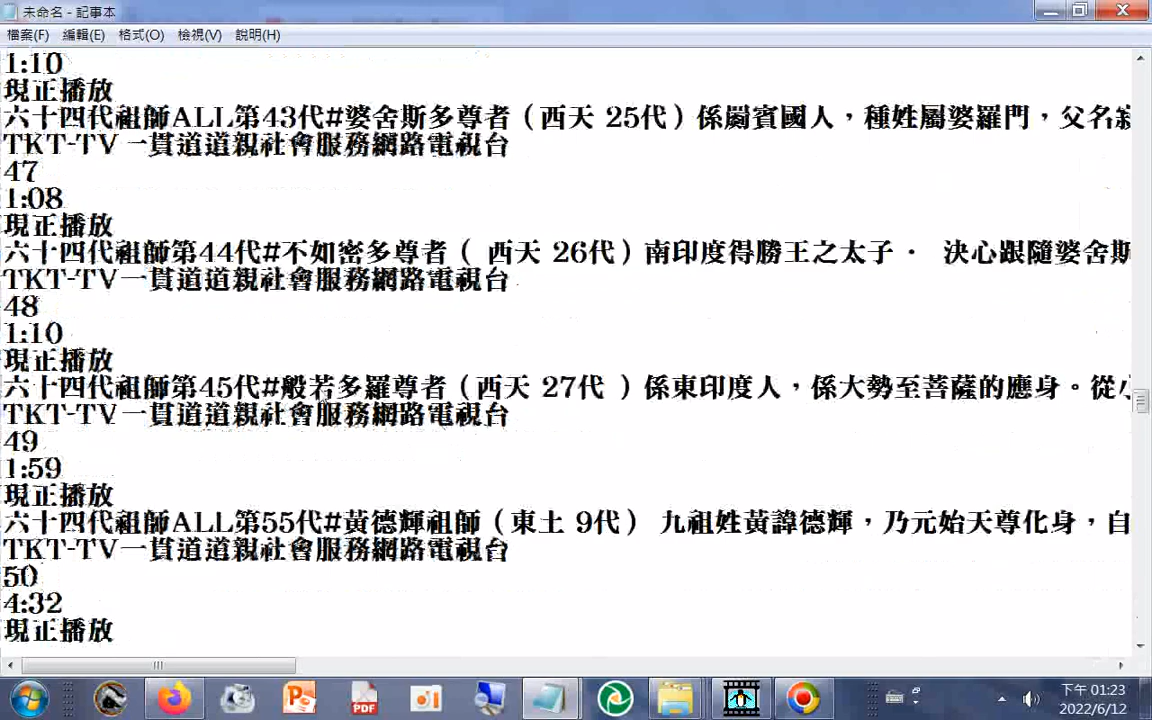 未命名 - 記事本
檔案(F) 編輯(E) 格式(O) 檢視(V) 說明(H)
1:10
現正播放
六十四代祖師ALL第43代#婆舍斯多尊者（西天 25代）係罽賓國人，種姓屬婆羅門，父名寂
TKT-TV 一貫道道親社會服務網路電視台
47
1:08
現正播放
六十四代祖師第44代#不如密多尊者（ 西天 26代）南印度得勝王之太子． 決心跟隨婆舍斯
TKT-TV一貫道道親社會服務網路電視台
48
1:10
現正播放
六十四代祖師第45代#般若多羅尊者（西天 27代 ）係東印度人，係大勢至菩薩的應身。從小
TKT-TV一貫道道親社會服務網路電視台
49
1:59
現正播放
六十四代祖師ALL第55代#黃德輝祖師（東土 9代） 九祖姓黃諱德輝，乃元始天尊化身，自
TKT-TV一貫道道親社會服務網路電視台
50
4:32
現正播放
PDF
下午 01:23
2022/6/12